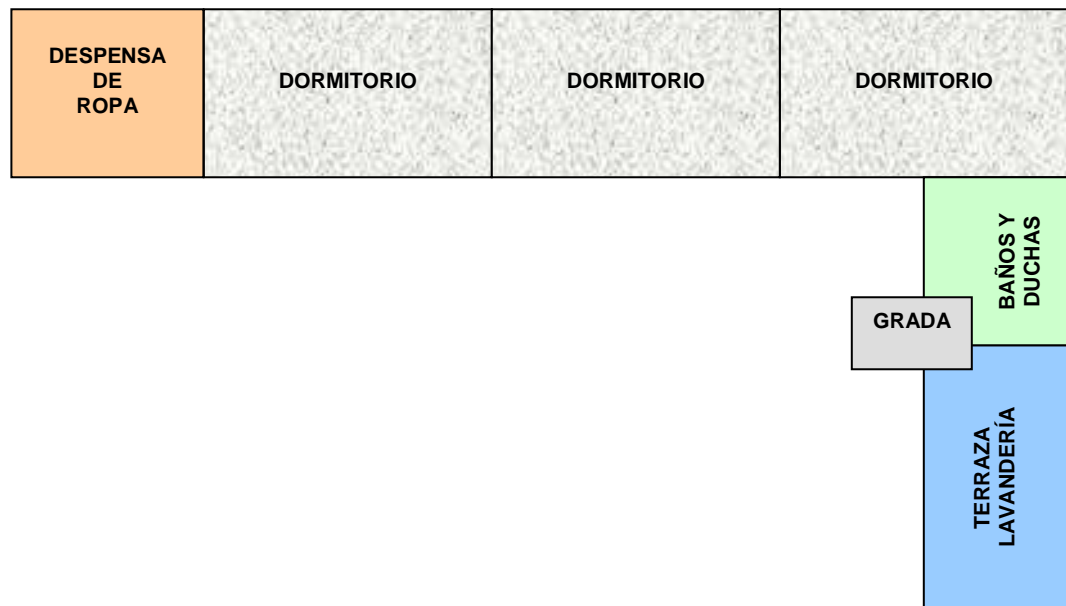 DESPENSA
DE
ROPA
DORMITORIO
DORMITORIO
DORMITORIO
BAÑOS Y
DUCHAS
GRADA
TERRAZA
LAVANDERÍA